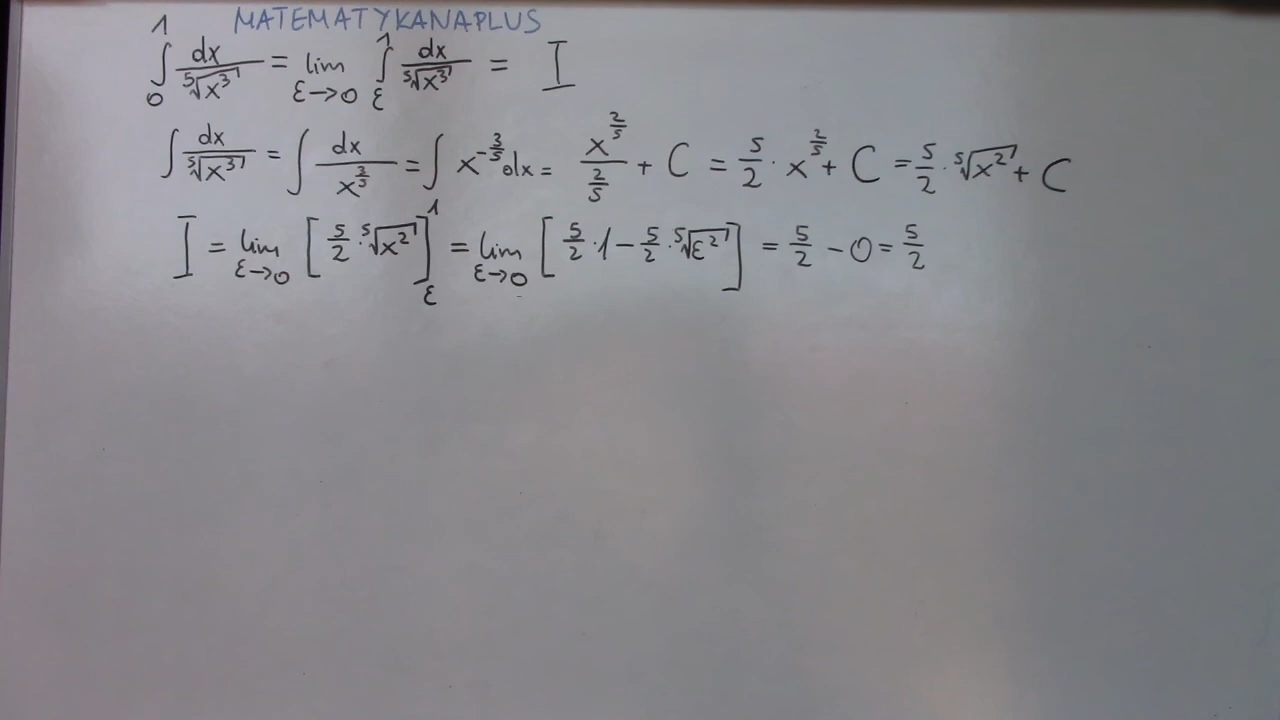 MATEMATYKANAPLUS
∫₀¹ dx/⁵√x³ = lim_{ε→0} ∫_ε¹ dx/⁵√x³ = I
∫ dx/⁵√x³ = ∫ dx/x^{3/5} = ∫ x^{-3/5} dx = x^{2/5}/(2/5) + C = 5/2 · x^{2/5} + C = 5/2 · ⁵√x² + C
I = lim_{ε→0} [5/2 · ⁵√x²]_ε¹ = lim_{ε→0} [5/2 · 1 − 5/2 · ⁵√ε²] = 5/2 − 0 = 5/2